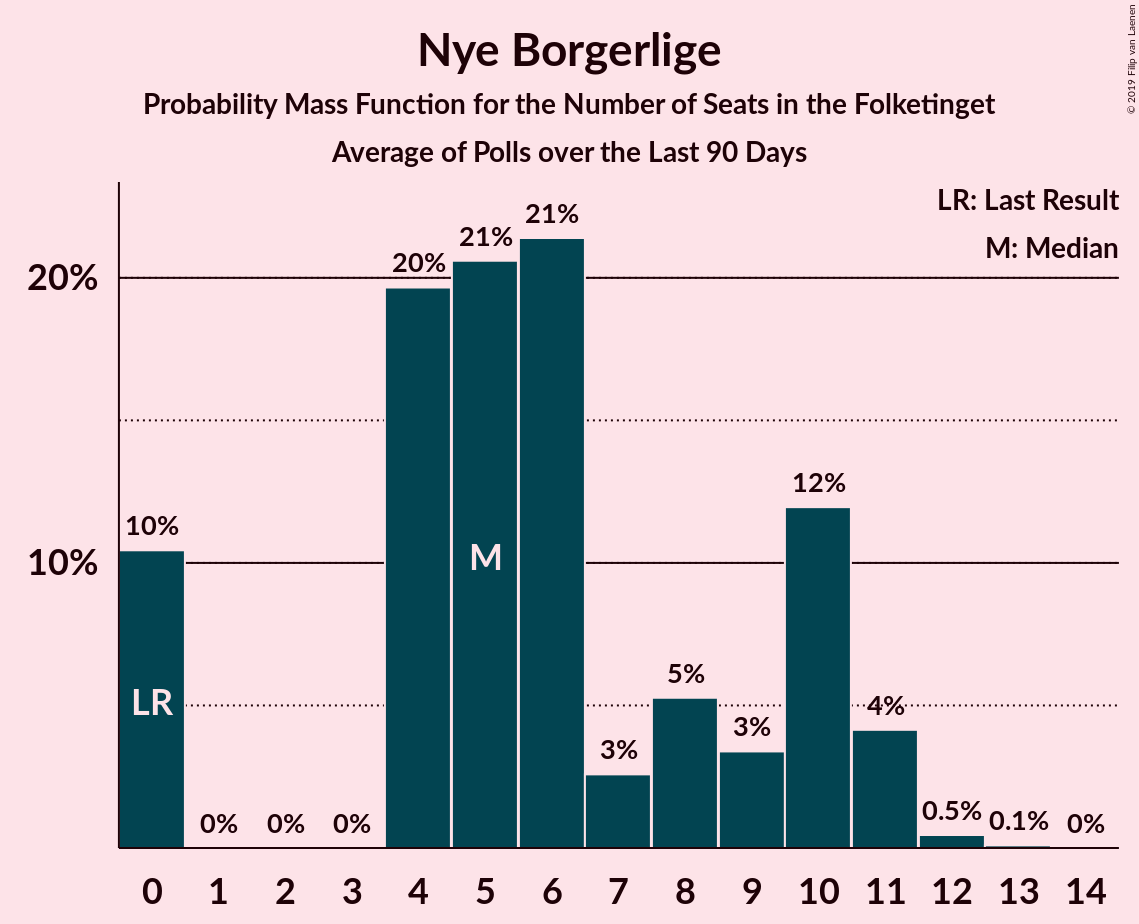 Nye Borgerlige
Probability Mass Function for the Number of Seats in the Folketinget
Average of Polls over the Last 90 Days
© 2019 Filip van Laenen
LR: Last Result
M: Median
20%
10%
10%
0%
0%
0%
20%
21%
21%
3%
5%
3%
12%
4%
0.5%
0.1%
0%
LR
M
0 1 2 3 4 5 6 7 8 9 10 11 12 13 14